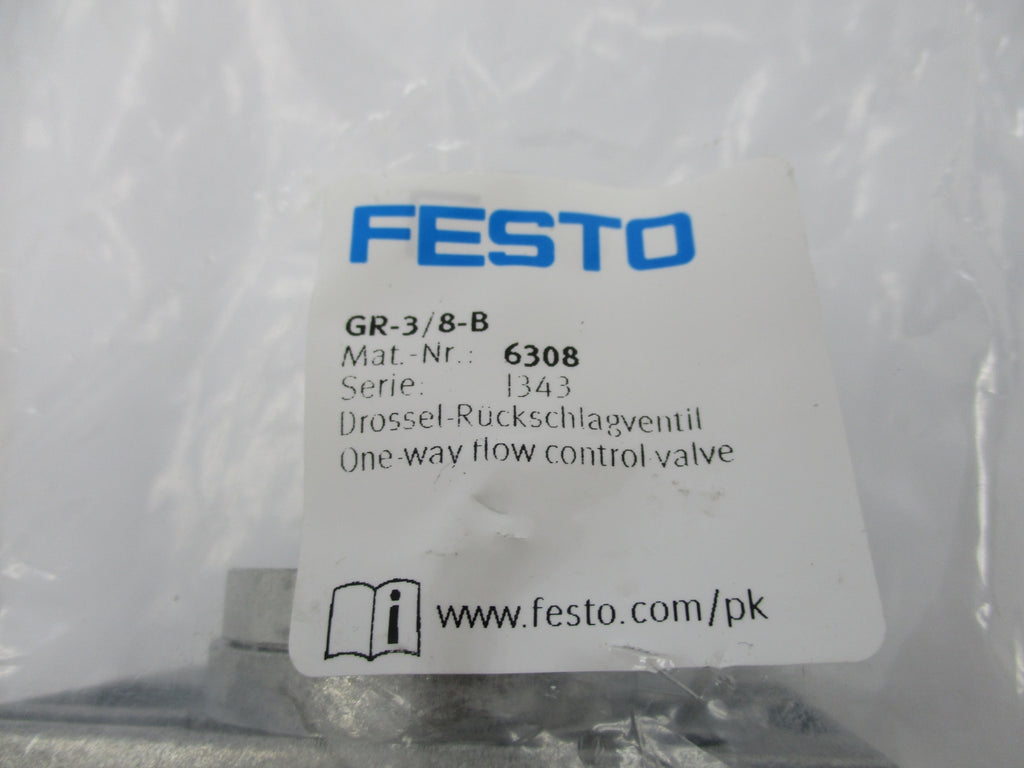 FESTO
GR-3/8-B
Mat.-Nr.: 6308
Serie: I343
Drossel-Rückschlagventil
One-way flow control valve
i www.festo.com/pk